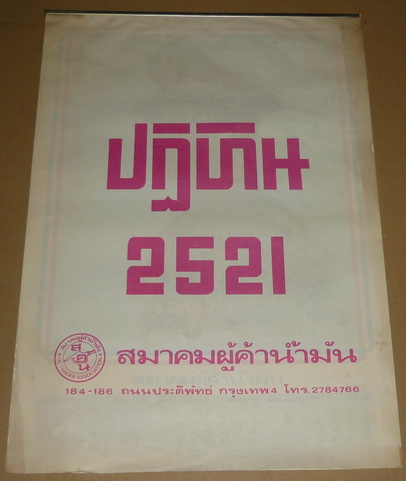 ปฏิทิน
2521
สมาคมผู้ค้าน้ำมัน
184-186 ถนนประดิพัทธ์ กรุงเทพ4 โทร.2784766